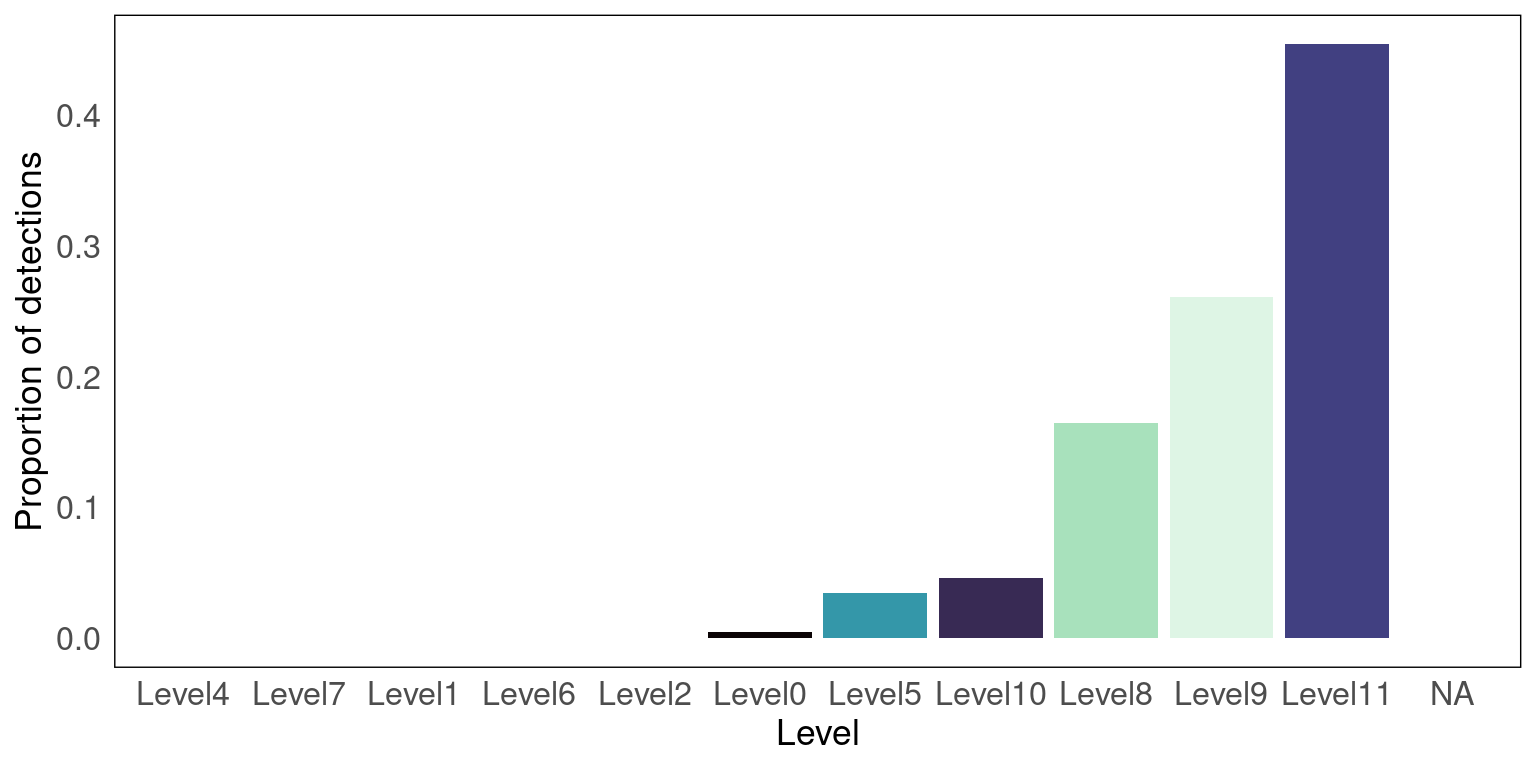 Proportion of detections
0.4
0.3
0.2
0.1
0.0
Level4 Level7 Level1 Level6 Level2 Level0 Level5 Level10 Level8 Level9 Level11 NA
Level